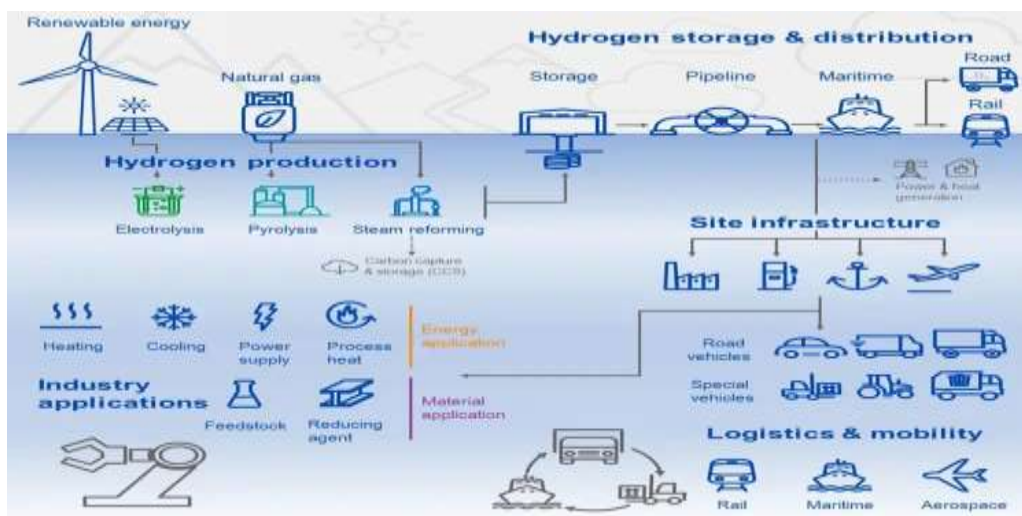 Renewable energy
Natural gas
Hydrogen storage & distribution
Storage
Pipeline
Maritime
Road
Rail
Hydrogen production
Power & heat
generation
Electrolysis
Pyrolysis
Steam reforming
Site infrastructure
Carbon capture
& storage (CCS)
Heating
Cooling
Power
supply
Process
heat
Energy
application
Road
vehicles
Industry
applications
Feedstock
Reducing
agent
Material
application
Special
vehicles
Logistics & mobility
Rail
Maritime
Aerospace